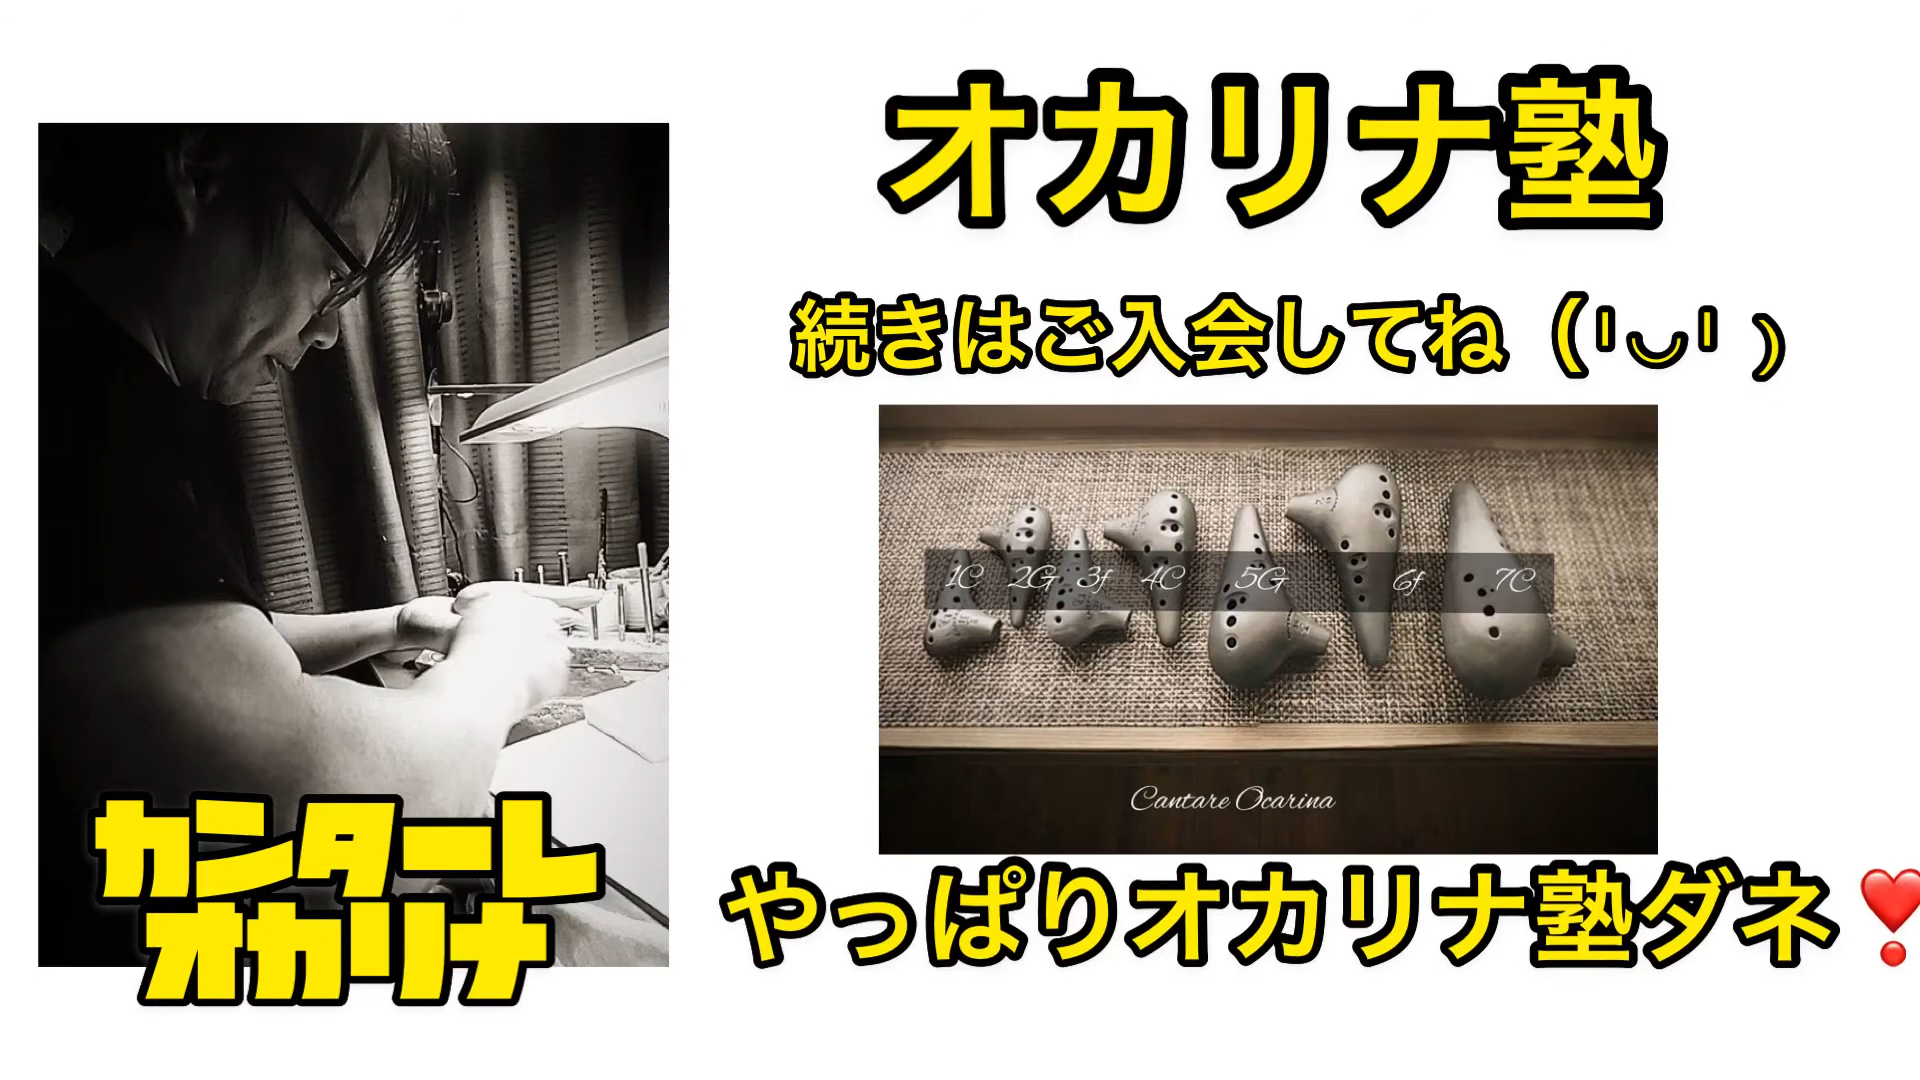 オカリナ塾
続きはご入会してね（╹◡╹）
1C 2G 3f 4C 5G 6f 7C
Cantare Ocarina
カンターレ
オカリナ
やっぱりオカリナ塾ダネ❣️